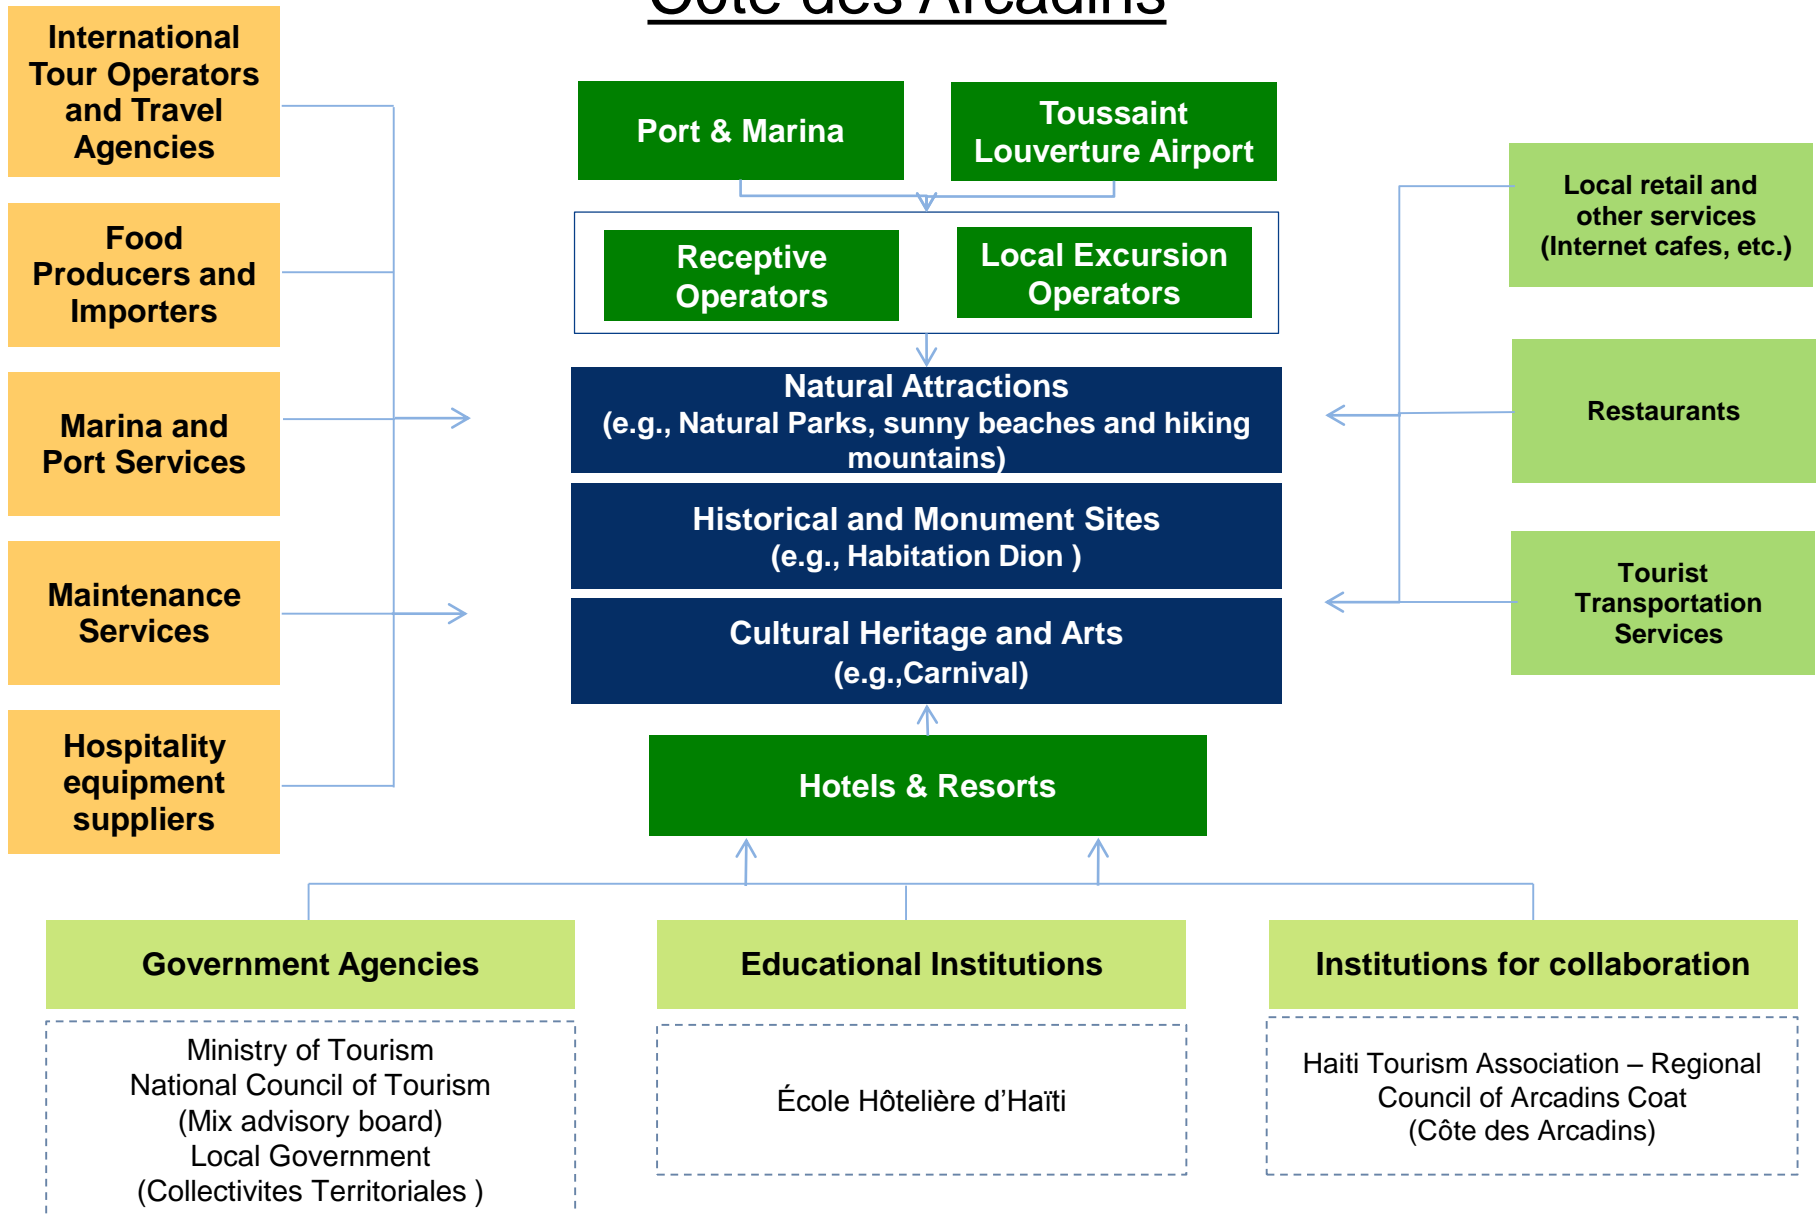 Côte des Arcadins
International
Tour Operators
and Travel
Agencies
Food
Producers and
Importers
Marina and
Port Services
Maintenance
Services
Hospitality
equipment
suppliers
Port & Marina
Toussaint
Louverture Airport
Receptive
Operators
Local Excursion
Operators
Natural Attractions
(e.g., Natural Parks, sunny beaches and hiking
mountains)
Historical and Monument Sites
(e.g., Habitation Dion )
Cultural Heritage and Arts
(e.g.,Carnival)
Hotels & Resorts
Local retail and
other services
(Internet cafes, etc.)
Restaurants
Tourist
Transportation
Services
Government Agencies
Ministry of Tourism
National Council of Tourism
(Mix advisory board)
Local Government
(Collectivites Territoriales )
Educational Institutions
École Hôtelière d’Haïti
Institutions for collaboration
Haiti Tourism Association – Regional
Council of Arcadins Coat
(Côte des Arcadins)